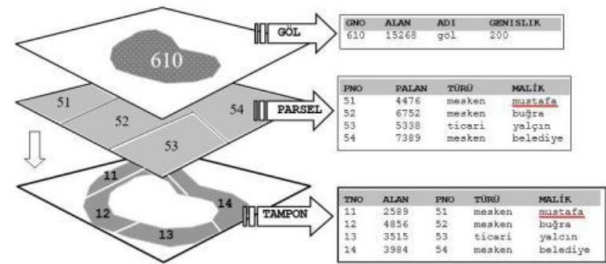 GÖL
GNO ALAN ADI GENISLIK
610 15268 gol 200
610
PARSEL
51
52
53
54
PNO PALAN TÜRÜ MALİK
51 4476 mesken mustafa
52 6752 mesken buğra
53 5338 ticari yalçın
54 7389 mesken belediye
TAMPON
11
12
13
14
TNO ALAN PNO TÜRÜ MALİK
11 2589 51 mesken mustafa
12 4856 52 mesken buğra
13 3515 53 ticari yalcın
14 3984 54 mesken belediye